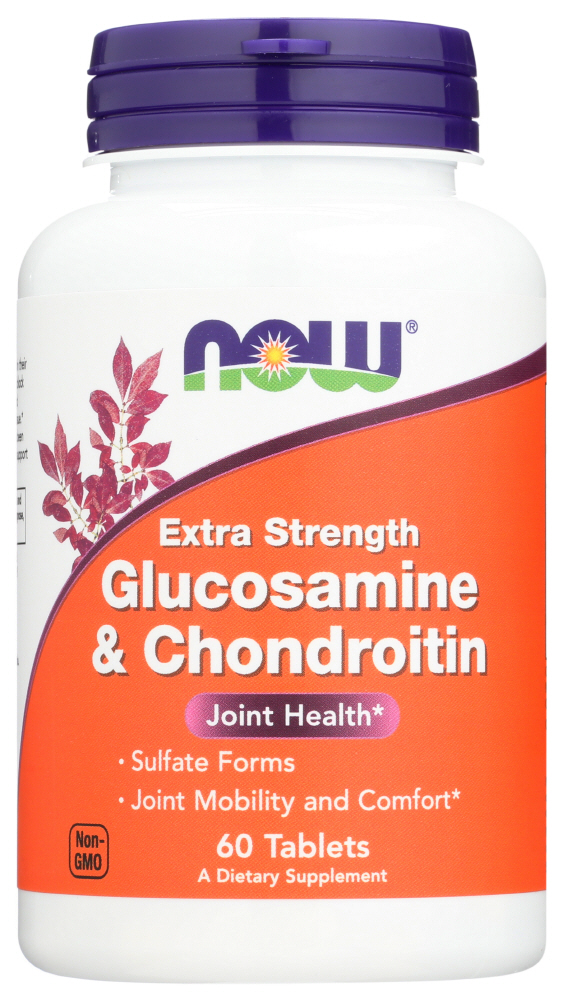 NOW®
their
Extra Strength
Glucosamine
& Chondroitin
Joint Health*
· Sulfate Forms
· Joint Mobility and Comfort*
60 Tablets
A Dietary Supplement
Non-
GMO